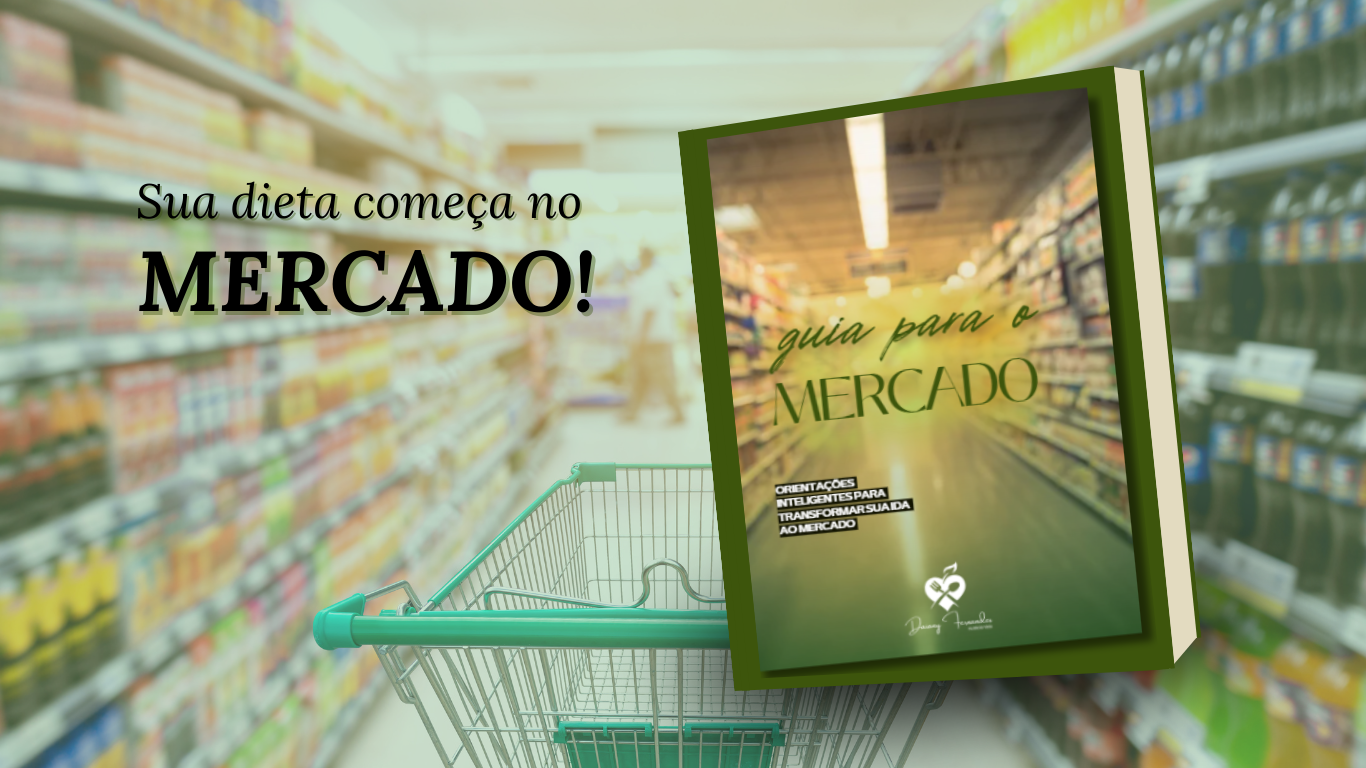 Sua dieta começa no
MERCADO!
guia para o
MERCADO
ORIENTAÇÕES
INTELIGENTES PARA
TRANSFORMAR SUA IDA
AO MERCADO